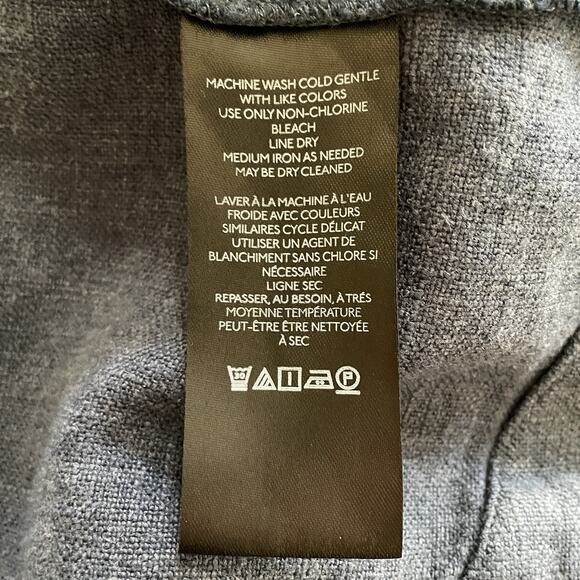 MACHINE WASH COLD GENTLE
WITH LIKE COLORS
USE ONLY NON-CHLORINE
BLEACH
LINE DRY
MEDIUM IRON AS NEEDED
MAY BE DRY CLEANED
LAVER À LA MACHINE À L'EAU
FROIDE AVEC COULEURS
SIMILAIRES CYCLE DÉLICAT
UTILISER UN AGENT DE
BLANCHIMENT SANS CHLORE SI
NÉCESSAIRE
LIGNE SEC
REPASSER, AU BESOIN, À TRÉS
MOYENNE TEMPÉRATURE
PEUT-ÊTRE ÊTRE NETTOYÉE
À SEC
30 P